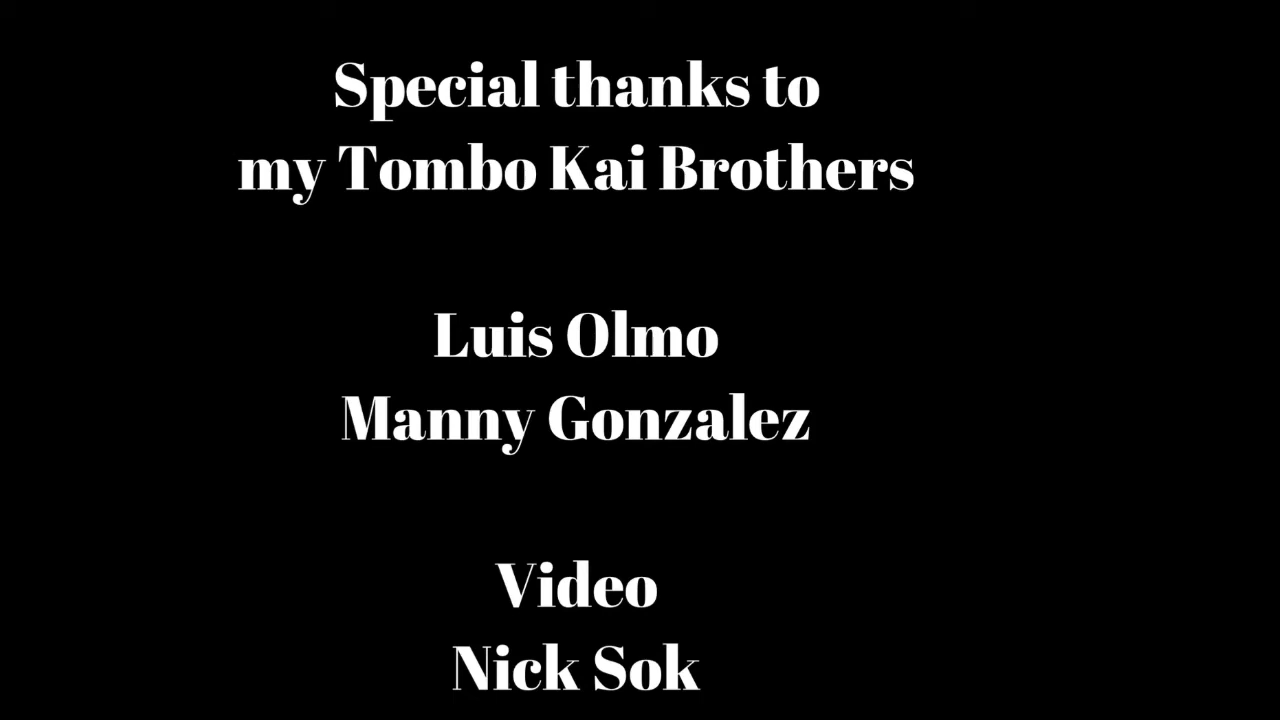 Special thanks to
my Tombo Kai Brothers
Luis Olmo
Manny Gonzalez
Video
Nick Sok